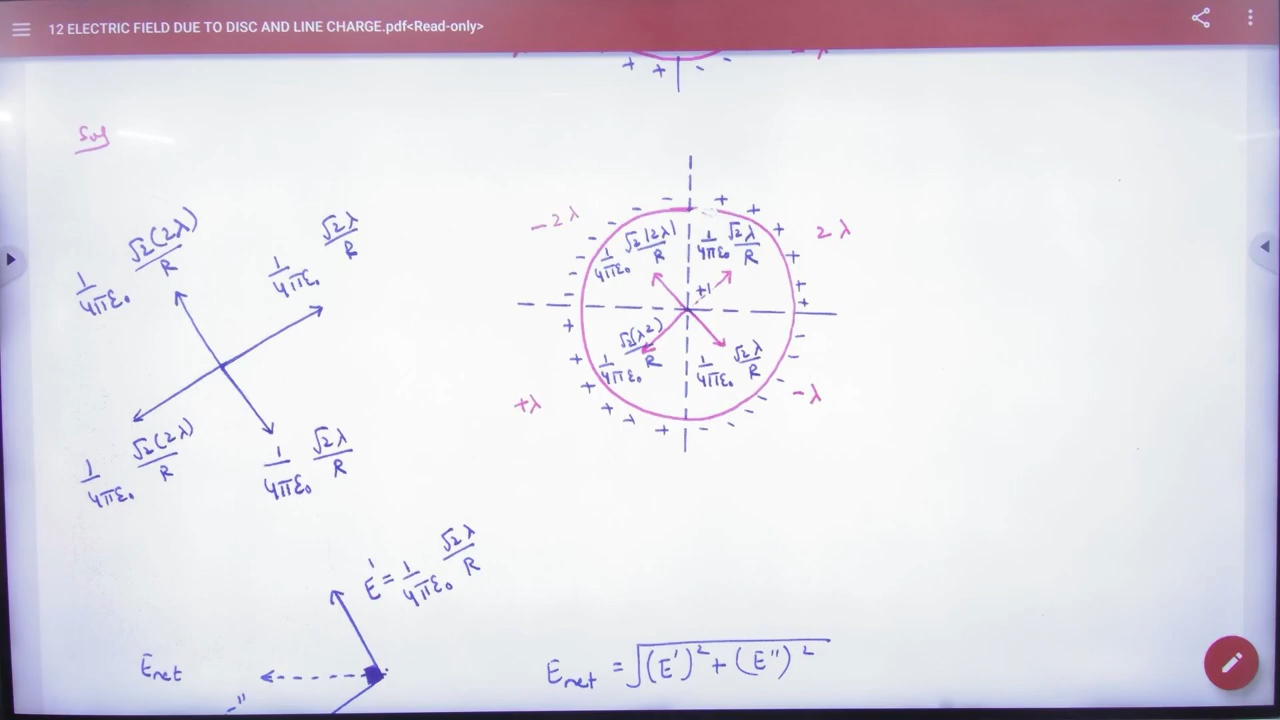 12 ELECTRIC FIELD DUE TO DISC AND LINE CHARGE.pdf<Read-only>
-λ
+ + - -
Sol
-2λ
2λ
1/4πε₀ √2(2λ)/R
1/4πε₀ √2λ/R
1/4πε₀ √2(2λ)/R
1/4πε₀ √2λ/R
+1
1/4πε₀ √2(λ2)/R
1/4πε₀ √2λ/R
+λ
-λ
1/4πε₀ √2(2λ)/R
1/4πε₀ √2λ/R
E' = 1/4πε₀ √2λ/R
Enet
Enet = √(E')² + (E'')²